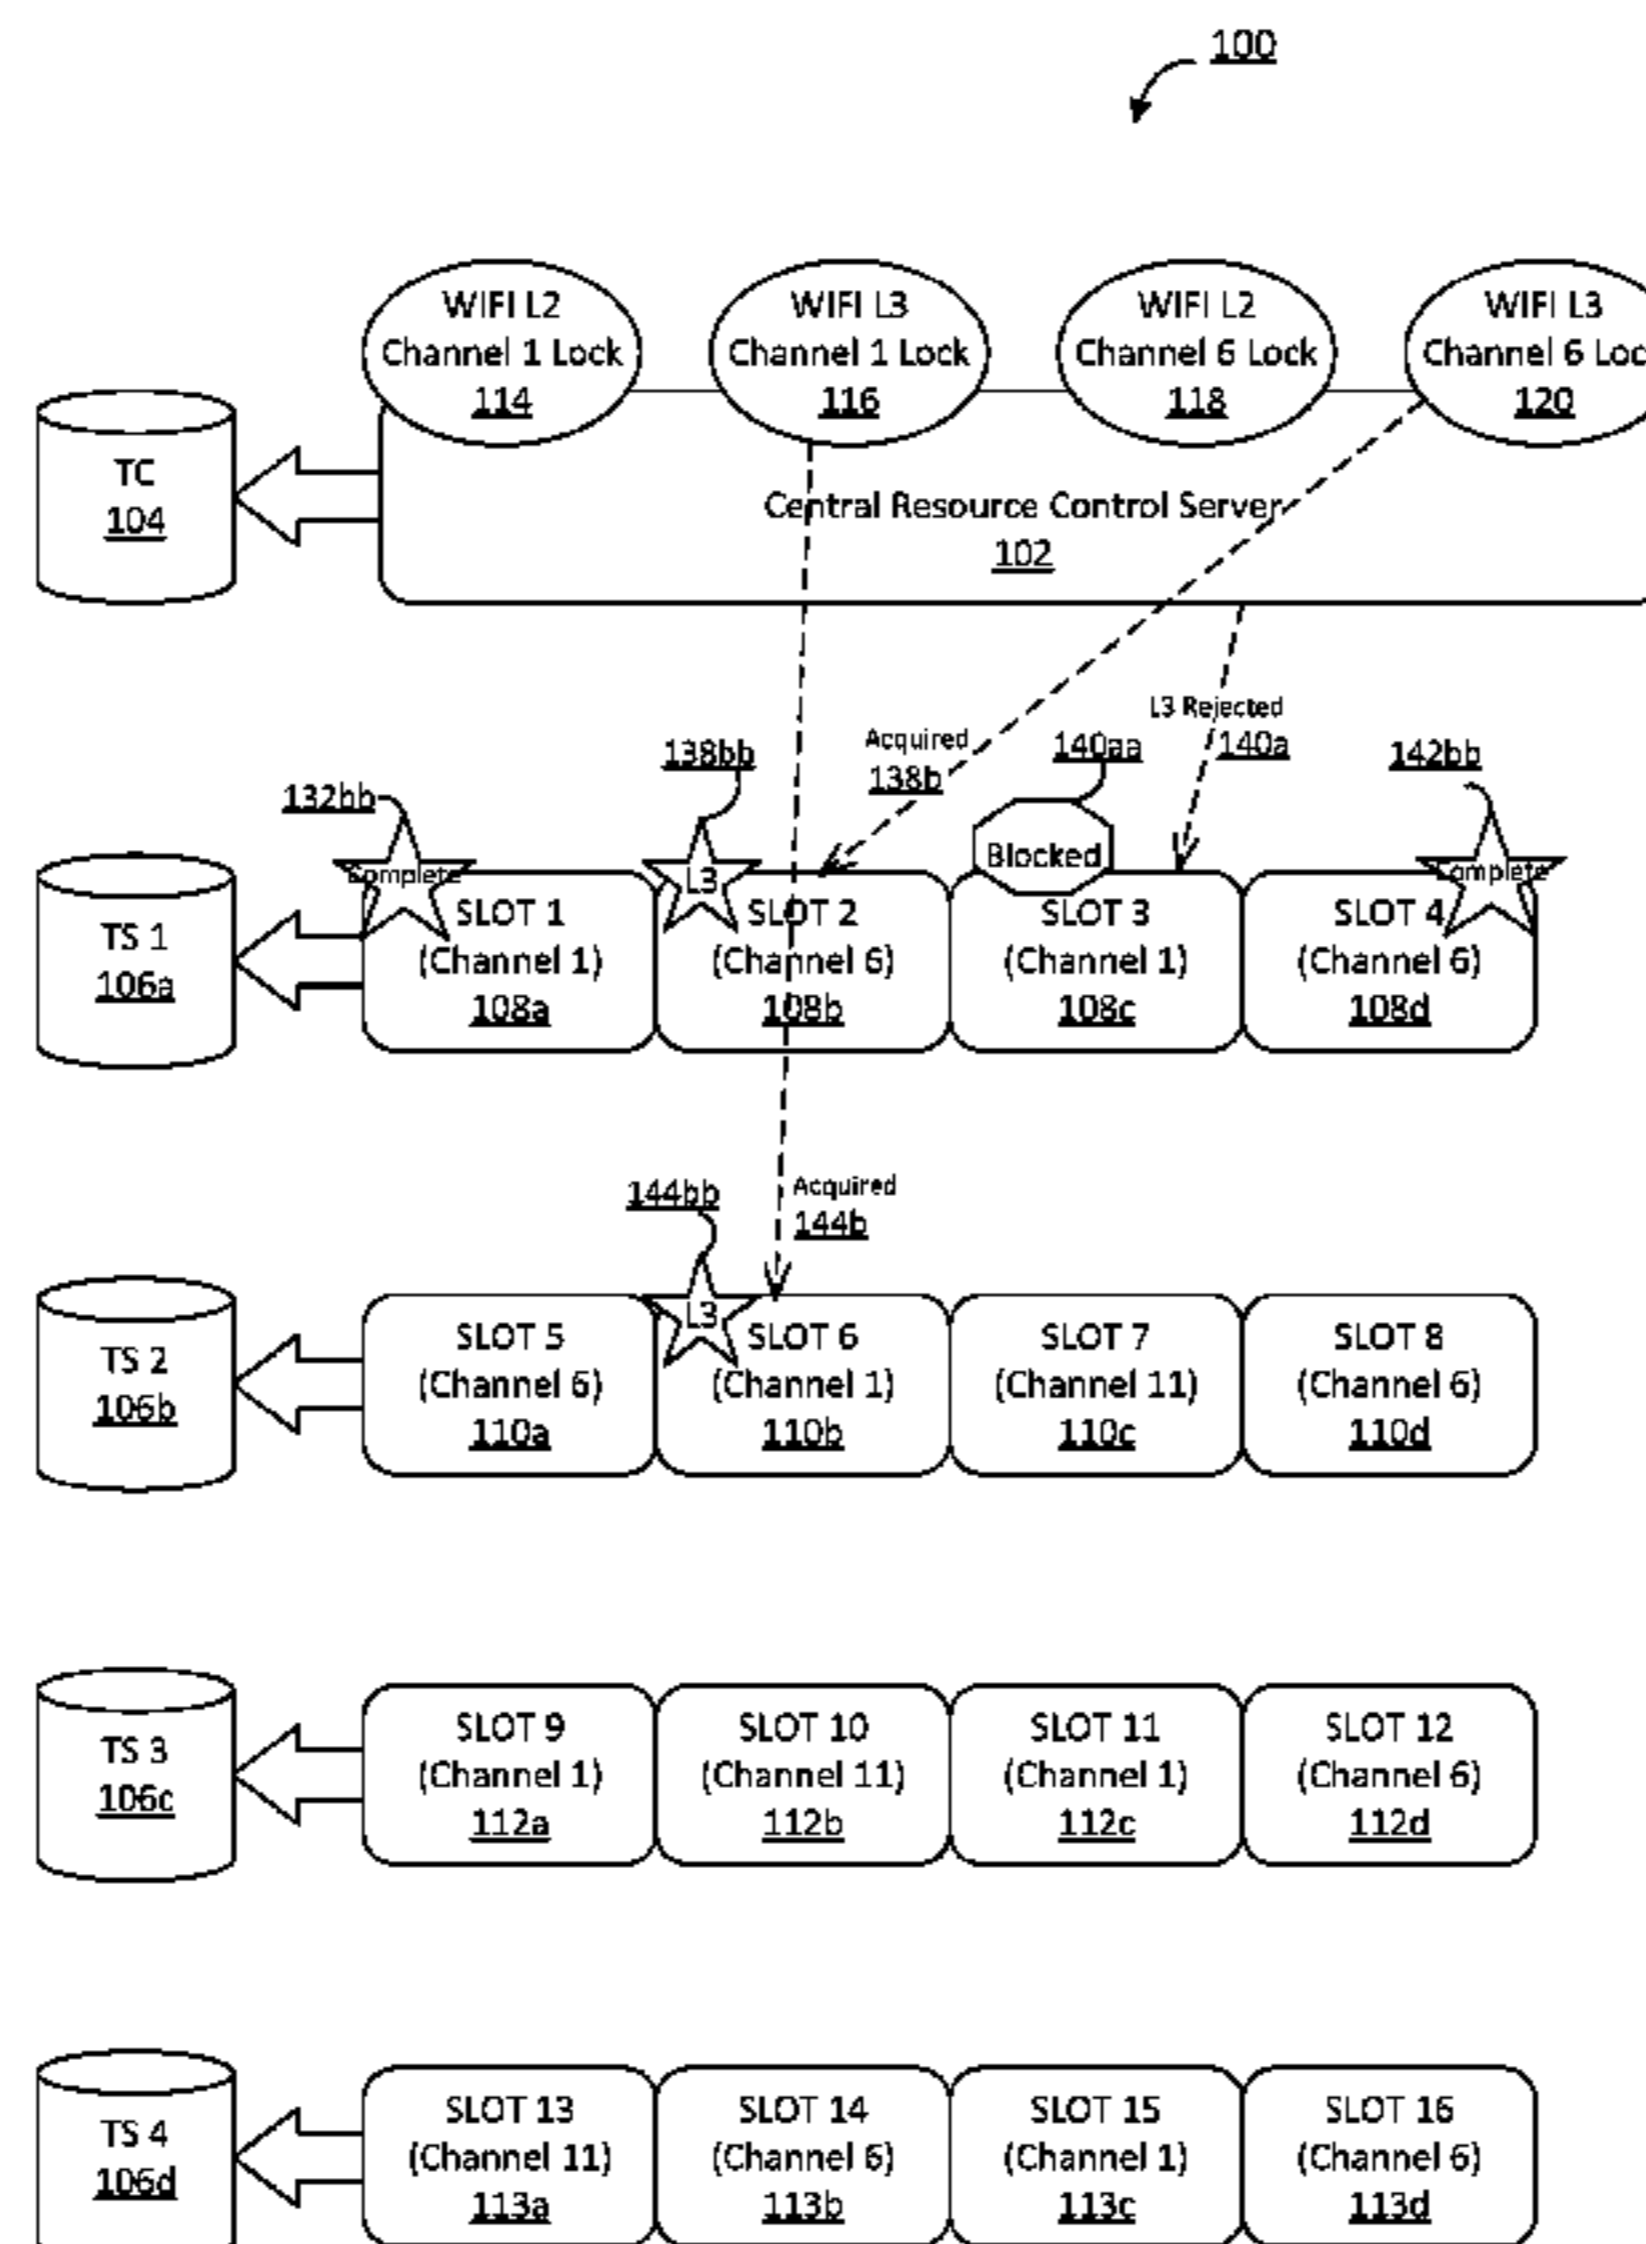 100
WIFI L2
Channel 1 Lock
114
WIFI L3
Channel 1 Lock
116
WIFI L2
Channel 6 Lock
118
WIFI L3
Channel 6 Loc
120
TC
104
Central Resource Control Server
102
L3 Rejected
140a
Acquired
138b
138bb
140aa
142bb
132bb
Complete
L3
Blocked
Complete
TS 1
106a
SLOT 1
(Channel 1)
108a
SLOT 2
(Channel 6)
108b
SLOT 3
(Channel 1)
108c
SLOT 4
(Channel 6)
108d
144bb
Acquired
144b
L3
TS 2
106b
SLOT 5
(Channel 6)
110a
SLOT 6
(Channel 1)
110b
SLOT 7
(Channel 11)
110c
SLOT 8
(Channel 6)
110d
TS 3
106c
SLOT 9
(Channel 1)
112a
SLOT 10
(Channel 11)
112b
SLOT 11
(Channel 1)
112c
SLOT 12
(Channel 6)
112d
TS 4
106d
SLOT 13
(Channel 11)
113a
SLOT 14
(Channel 6)
113b
SLOT 15
(Channel 1)
113c
SLOT 16
(Channel 6)
113d